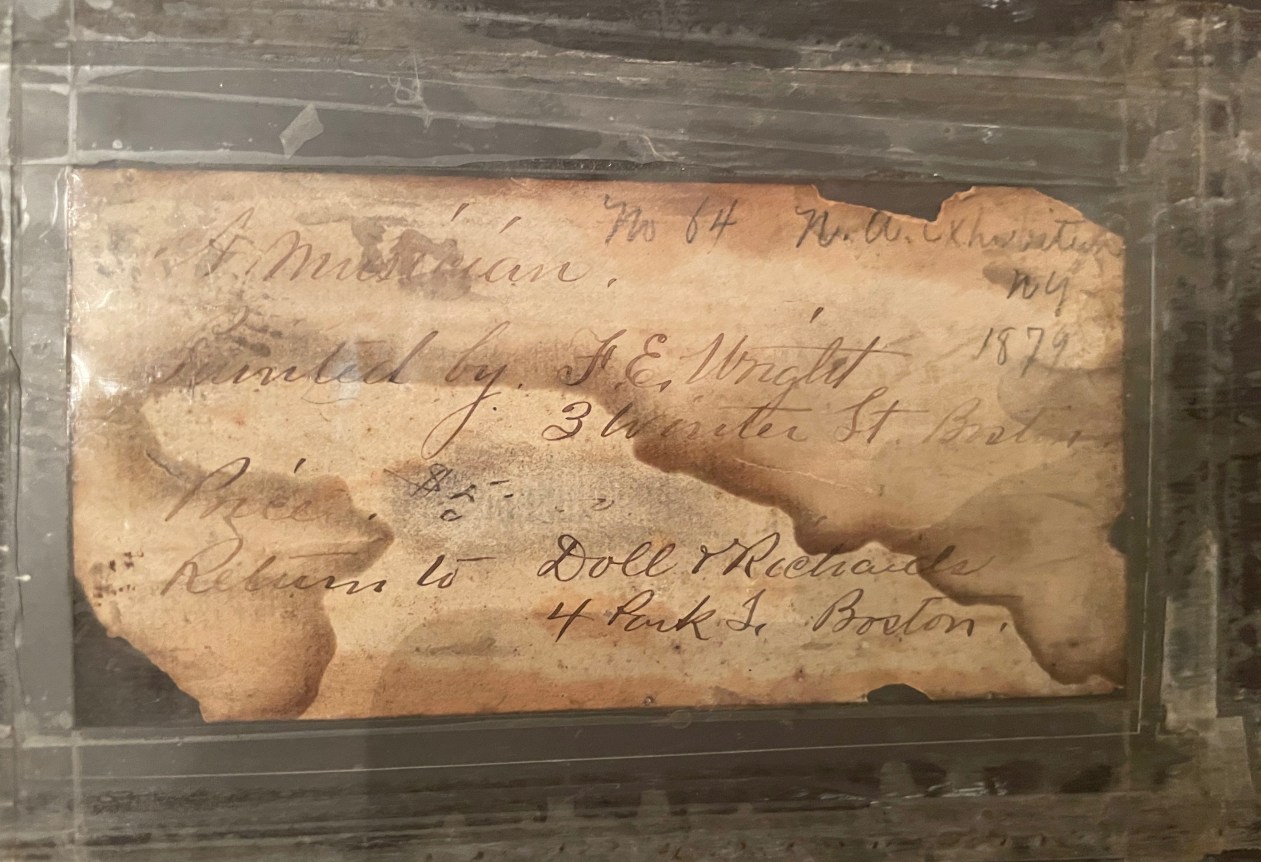 A. Musician. No 64 N.A. Exhibition
NY
1879
Painted by. F. E. Wright
3 Winter St. Boston
Price. $
Return to Doll & Richards
4 Park St. Boston.